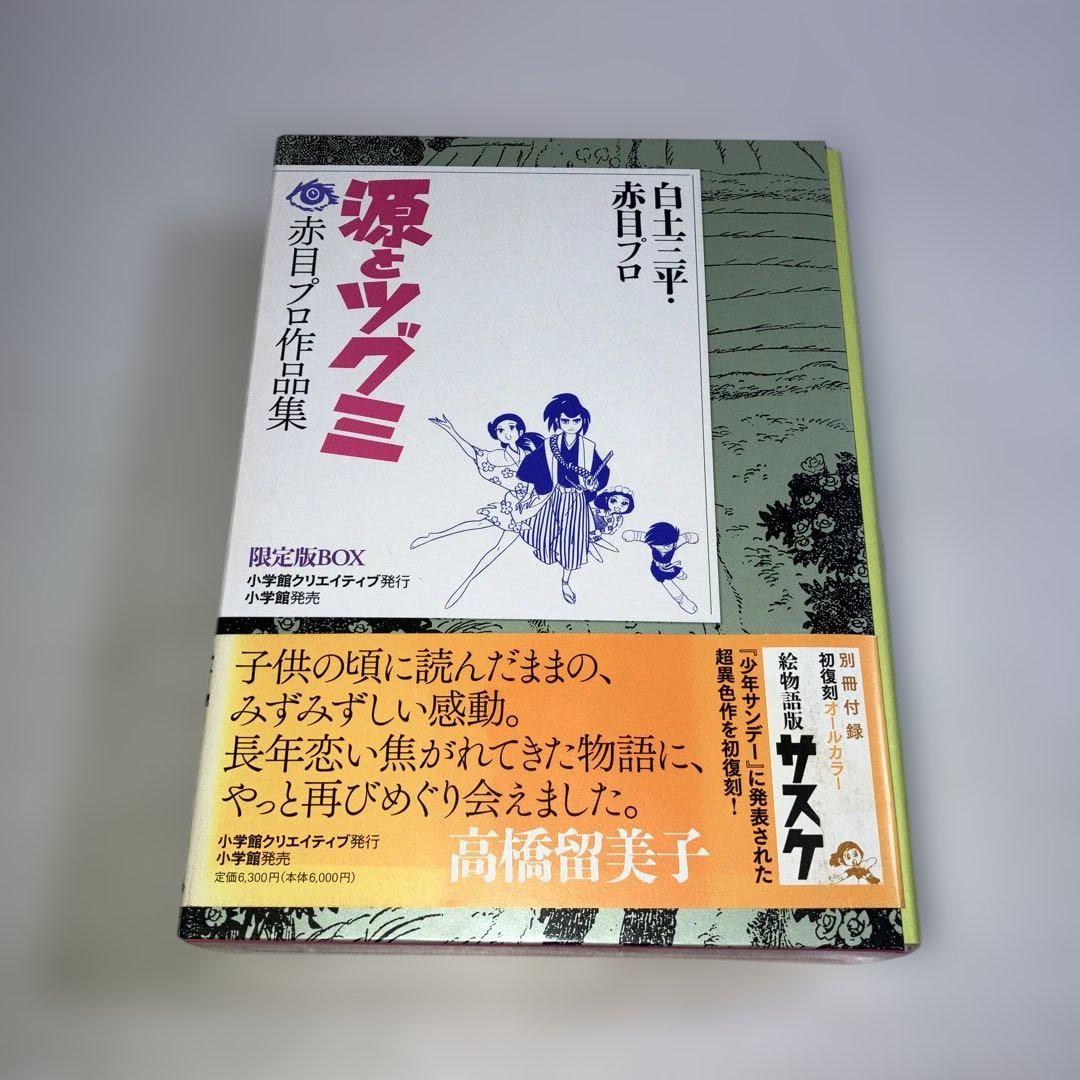 白土三平・
赤目プロ
源とツグミ
赤目プロ作品集
限定版BOX
小学館クリエイティブ発行
小学館発売
子供の頃に読んだままの、
みずみずしい感動。
長年恋い焦がれてきた物語に、
やっと再びめぐり会えました。
高橋留美子
小学館クリエイティブ発行
小学館発売
定価6,300円(本体6,000円)
別冊付録
初復刻オールカラー
絵物語版
サスケ
『少年サンデー』に発表された
超異色作を初復刻!